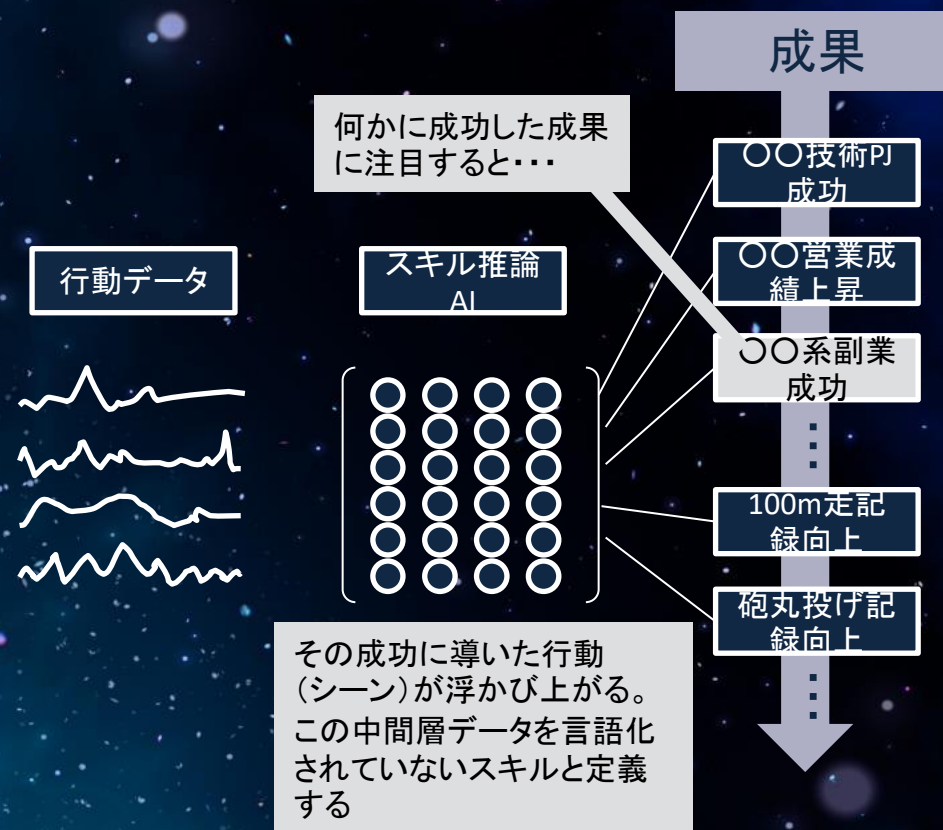 成果
何かに成功した成果
に注目すると・・・
〇〇技術PJ
成功
〇〇営業成
績上昇
行動データ
スキル推論
AI
〇〇系副業
成功
・・・
100m走記
録向上
砲丸投げ記
録向上
・・・
その成功に導いた行動
(シーン)が浮かび上がる。
この中間層データを言語化
されていないスキルと定義
する